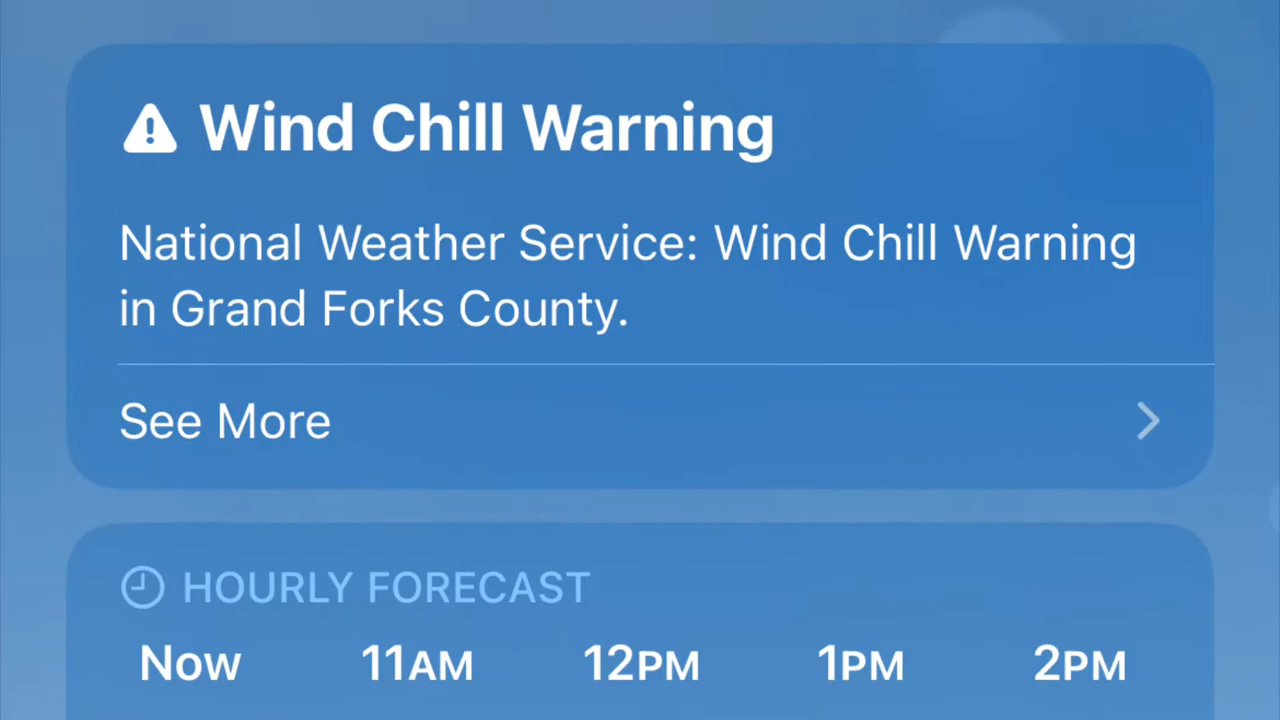 Wind Chill Warning
National Weather Service: Wind Chill Warning
in Grand Forks County.
See More
HOURLY FORECAST
Now 11AM 12PM 1PM 2PM